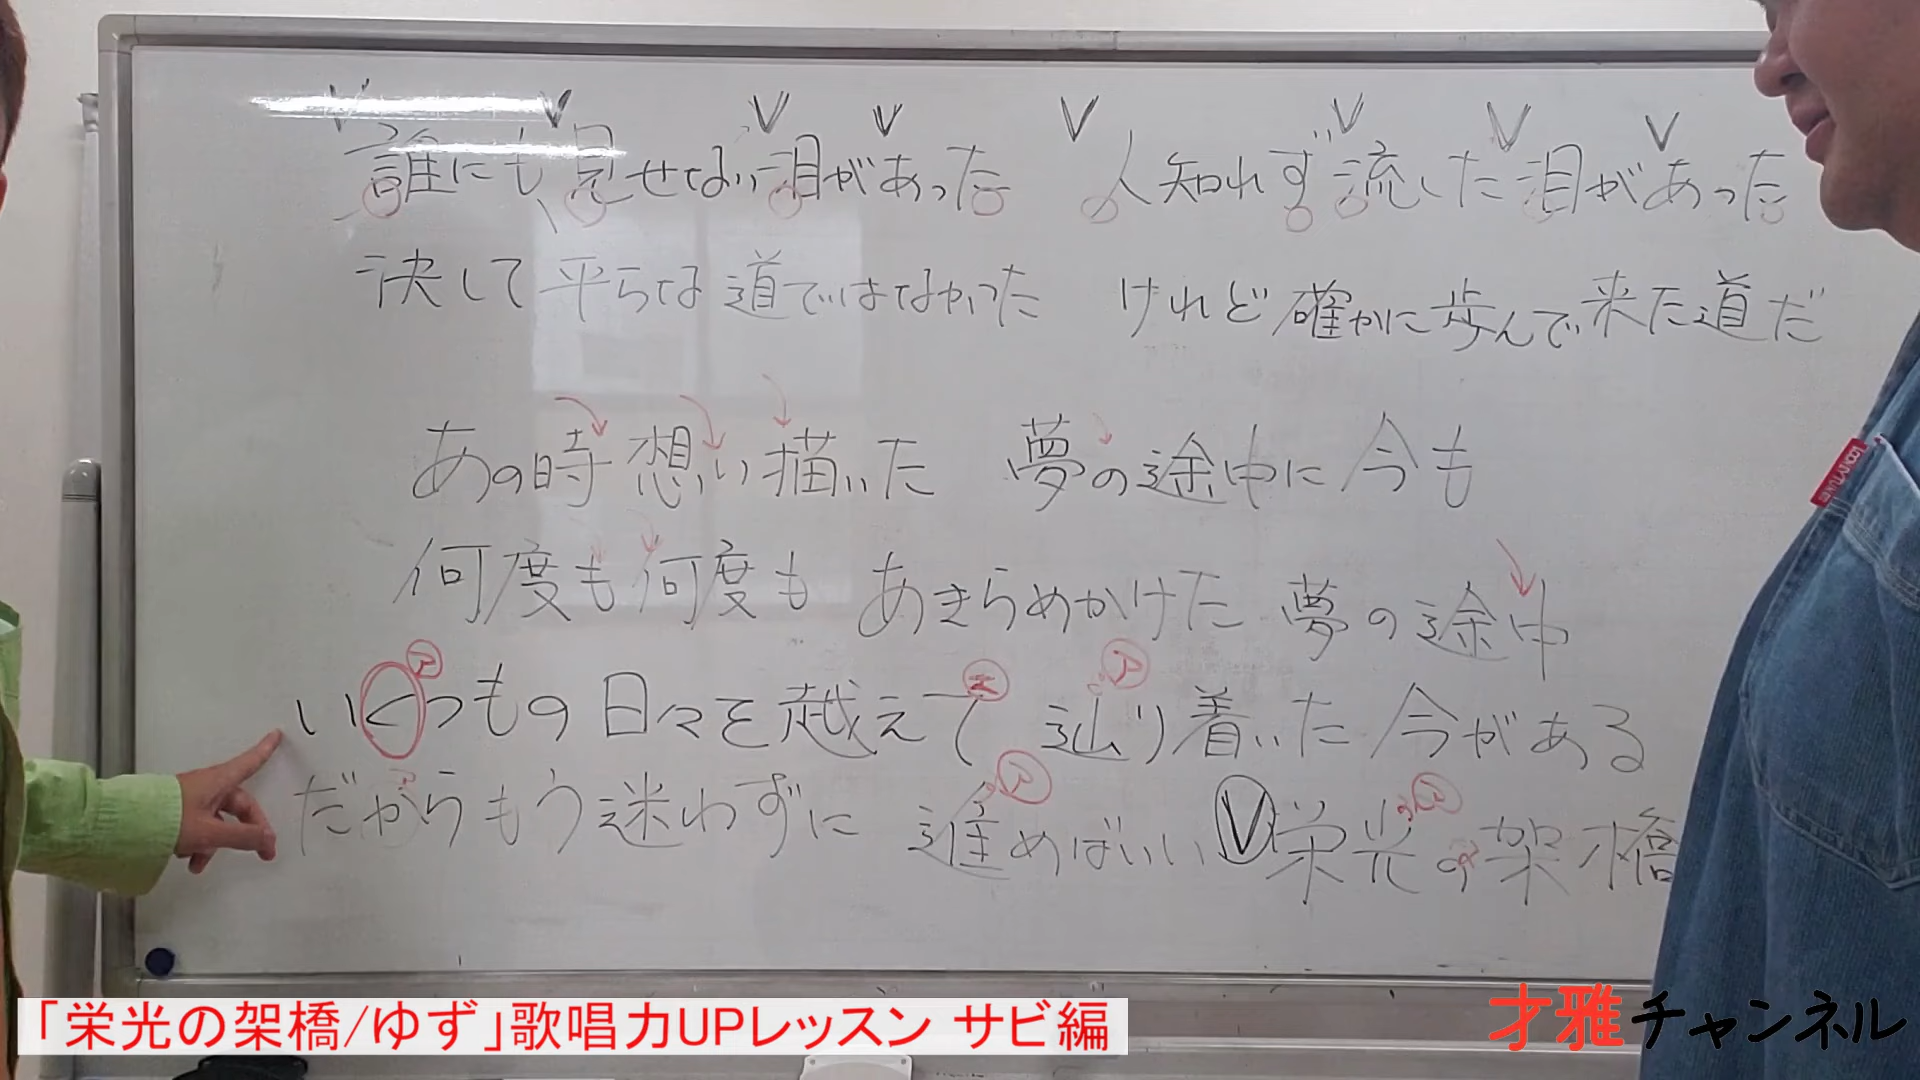 V V V V V V V V
誰にも見せない泪があった 人知れず流した泪があった
決して平らな道ではなかった けれど確かに歩んで来た道だ
あの時想い描いた 夢の途中に今も
何度も何度も あきらめかけた 夢の途中
ア エ ア
いくつもの日々を越えて 辿り着いた今がある
ア ア
だからもう迷わずに 進めばいい V 栄光の架橋
「栄光の架橋/ゆず」歌唱力UPレッスン サビ編
才雅チャンネル